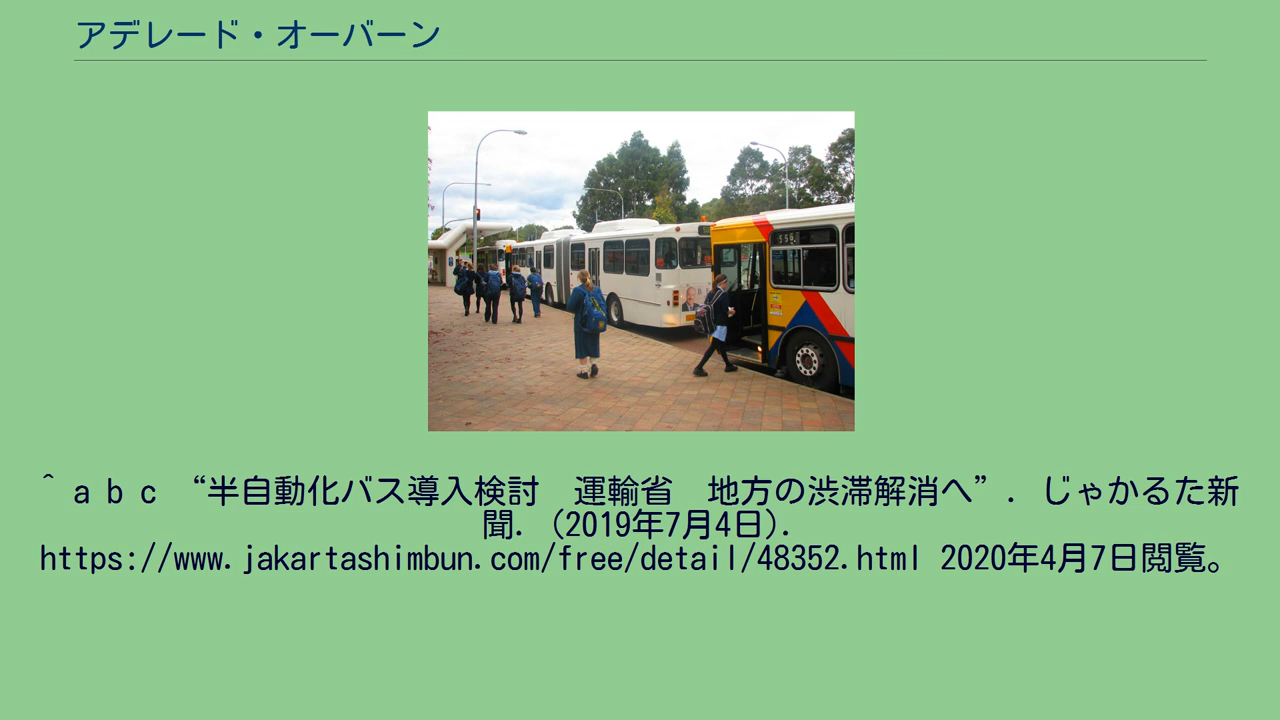 アデレード・オーバーン
556
^ a b c “半自動化バス導入検討　運輸省　地方の渋滞解消へ”. じゃかるた新
聞. (2019年7月4日).
https://www.jakartashimbun.com/free/detail/48352.html 2020年4月7日閲覧。